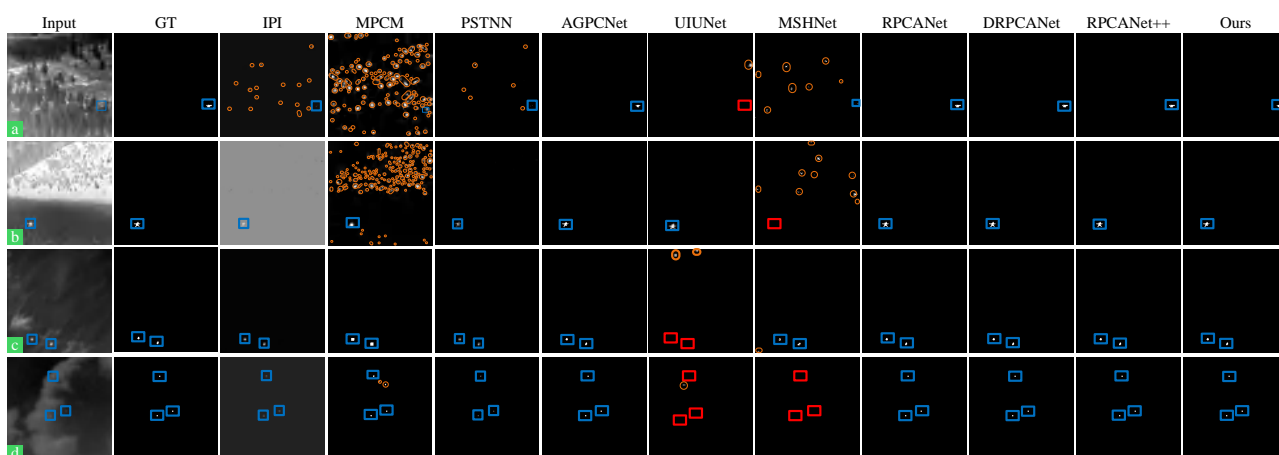 Input GT IPI MPCM PSTNN AGPCNet UIUNet MSHNet RPCANet DRPCANet RPCANet++ Ours
a
b
c
d